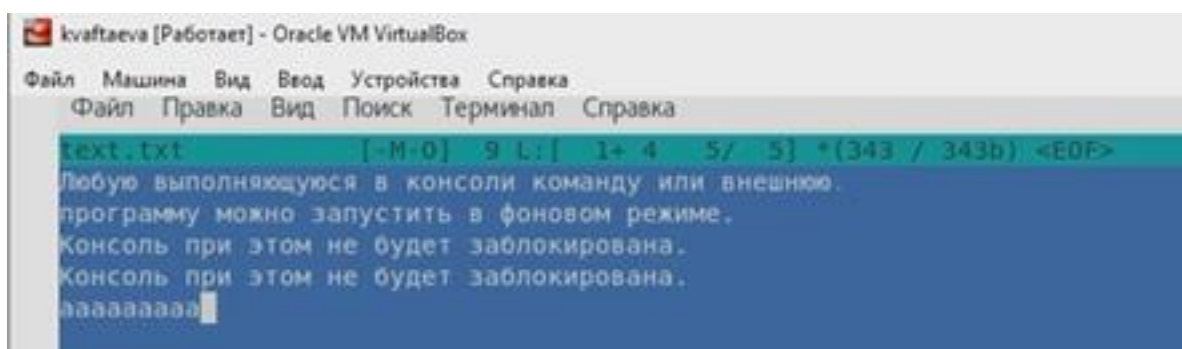 kvaftaeva [Работает] - Oracle VM VirtualBox
Файл Машина Вид Ввод Устройства Справка
Файл Правка Вид Поиск Терминал Справка
text.txt [-M-O] 9 L:[ 1+ 4 5/ 5] *(343 / 343b) <EOF>
Любую выполняющуюся в консоли команду или внешнюю.
программу можно запустить в фоновом режиме.
Консоль при этом не будет заблокирована.
Консоль при этом не будет заблокирована.
ааааааааа